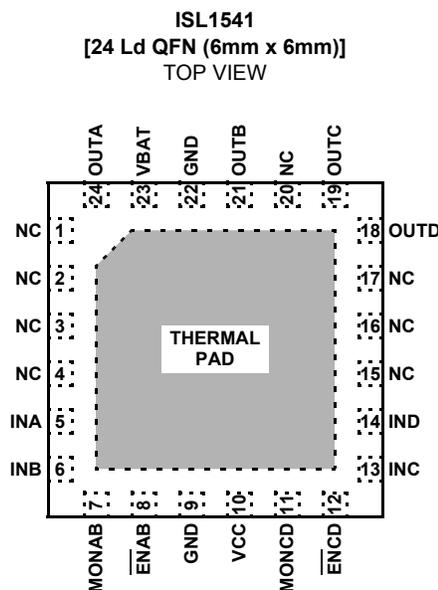 ISL1541
[24 Ld QFN (6mm x 6mm)]
TOP VIEW
OUTA
VBAT
GND
OUTB
NC
OUTC
24
23
22
21
20
19
NC 1
NC 2
NC 3
NC 4
INA 5
INB 6
THERMAL
PAD
18 OUTD
17 NC
16 NC
15 NC
14 IND
13 INC
7
8
9
10
11
12
MONAB
ENAB
GND
VCC
MONCD
ENCD